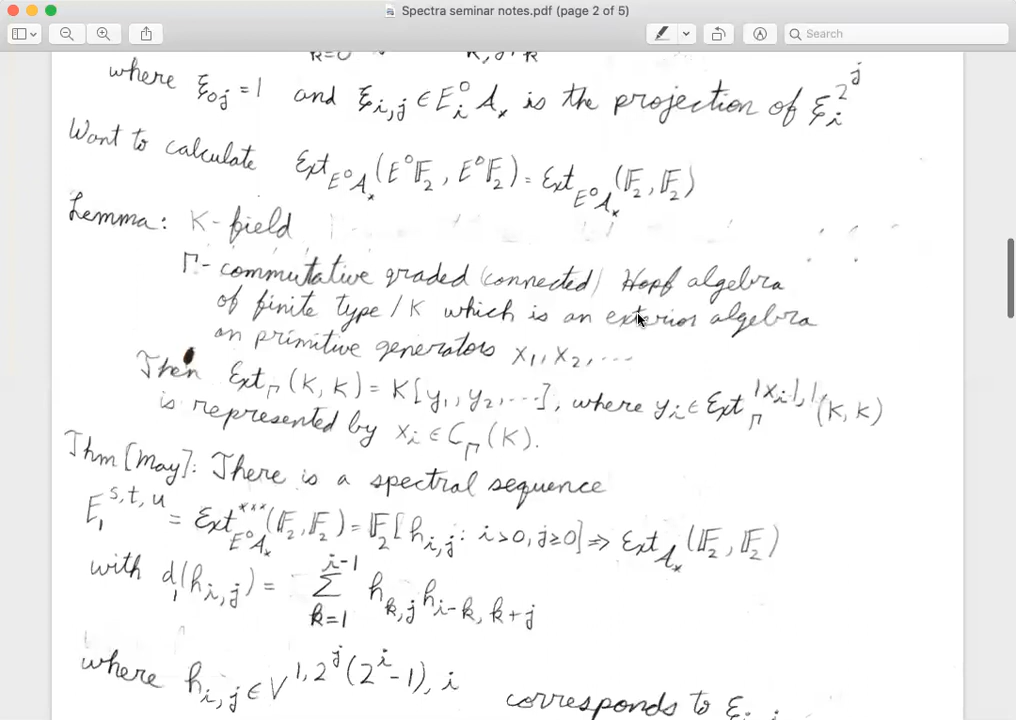 Spectra seminar notes.pdf (page 2 of 5)
Search
k=0
where ξ_{0j} = 1 and ξ_{i,j} ∈ E^0_i A_* is the projection of ξ_i^{2^j}
Want to calculate Ext_{E^0 A_*}(E^0 𝔽_2, E^0 𝔽_2) = Ext_{E^0 A_*}(𝔽_2, 𝔽_2)
Lemma: K - field
Γ - commutative graded (connected) Hopf algebra
of finite type / K which is an exterior algebra
on primitive generators x_1, x_2, ...
Then Ext_Γ(K, K) = K[y_1, y_2, ...], where y_i ∈ Ext_Γ^{|x_i|, 1}(K, K)
is represented by x_i ∈ C_Γ(K).
Thm [May]: There is a spectral sequence
E_1^{s,t,u} = Ext^{***}_{E^0 A_*}(𝔽_2, 𝔽_2) = 𝔽_2[h_{i,j} : i>0, j≥0] ⇒ Ext_{A_*}(𝔽_2, 𝔽_2)
with d_1(h_{i,j}) = \sum_{k=1}^{i-1} h_{k,j} h_{i-k, k+j}
where h_{i,j} ∈ V^{1, 2^j(2^i-1), i} corresponds to ξ_{i,j}